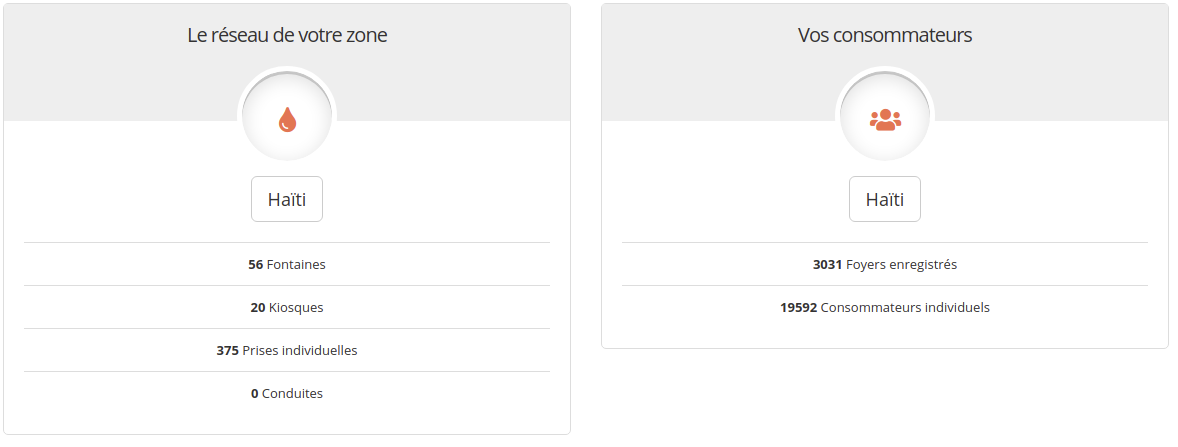 Le réseau de votre zone
Haïti
56 Fontaines
20 Kiosques
375 Prises individuelles
0 Conduites
Vos consommateurs
Haïti
3031 Foyers enregistrés
19592 Consommateurs individuels